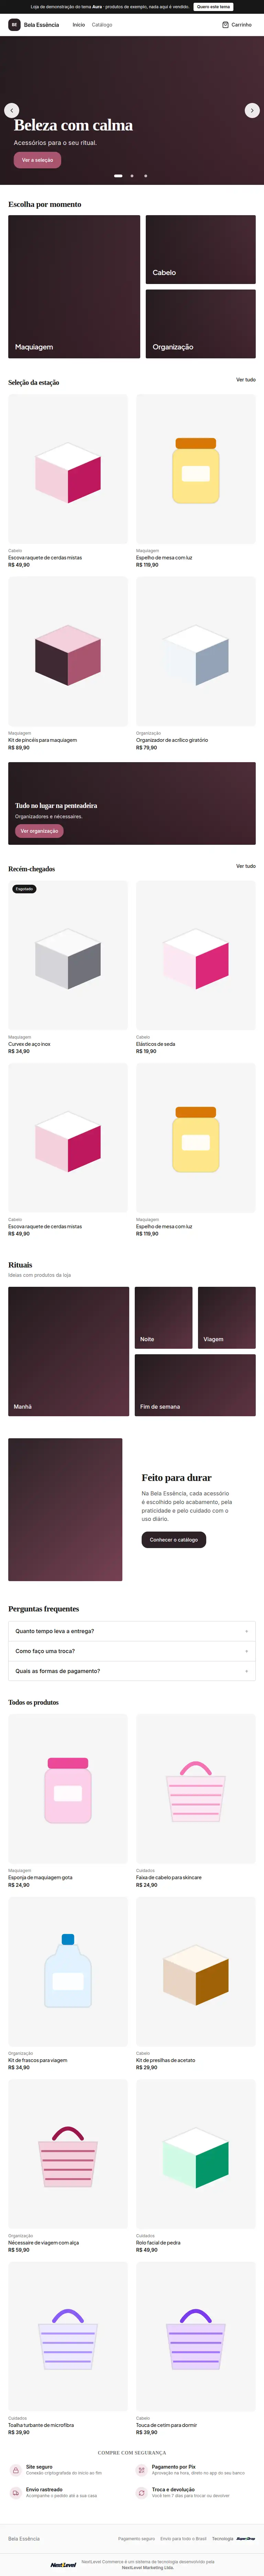 Loja de demonstração do tema Aura · produtos de exemplo, nada aqui é vendido. Quero este tema
BE Bela Essência Início Catálogo Carrinho
Beleza com calma
Acessórios para o seu ritual.
Ver a seleção
Escolha por momento
Maquiagem
Cabelo
Organização
Seleção da estação Ver tudo
Cabelo
Escova raquete de cerdas mistas
R$ 49,90
Maquiagem
Espelho de mesa com luz
R$ 119,90
Maquiagem
Kit de pincéis para maquiagem
R$ 89,90
Organização
Organizador de acrílico giratório
R$ 79,90
Tudo no lugar na penteadeira
Organizadores e nécessaires.
Ver organização
Recém-chegados Ver tudo
Esgotado
Maquiagem
Curvex de aço inox
R$ 34,90
Cabelo
Elásticos de seda
R$ 19,90
Cabelo
Escova raquete de cerdas mistas
R$ 49,90
Maquiagem
Espelho de mesa com luz
R$ 119,90
Rituais
Ideias com produtos da loja
Manhã
Noite
Viagem
Fim de semana
Feito para durar
Na Bela Essência, cada acessório
é escolhido pelo acabamento, pela
praticidade e pelo cuidado com o
uso diário.
Conhecer o catálogo
Perguntas frequentes
Quanto tempo leva a entrega? +
Como faço uma troca? +
Quais as formas de pagamento? +
Todos os produtos
Maquiagem
Esponja de maquiagem gota
R$ 24,90
Cuidados
Faixa de cabelo para skincare
R$ 24,90
Organização
Kit de frascos para viagem
R$ 34,90
Cabelo
Kit de presilhas de acetato
R$ 29,90
Organização
Nécessaire de viagem com alça
R$ 59,90
Cuidados
Rolo facial de pedra
R$ 49,90
Cuidados
Toalha turbante de microfibra
R$ 39,90
Cabelo
Touca de cetim para dormir
R$ 39,90
COMPRE COM SEGURANÇA
Site seguro
Conexão criptografada do início ao fim
Pagamento por Pix
Aprovação na hora, direto no app do seu banco
Envio rastreado
Acompanhe o pedido até a sua casa
Troca e devolução
Você tem 7 dias para trocar ou devolver
Bela Essência Pagamento seguro Envio para todo o Brasil Tecnologia
NextLevel NextLevel Commerce é um sistema de tecnologia desenvolvido pela
NextLevel Marketing Ltda.